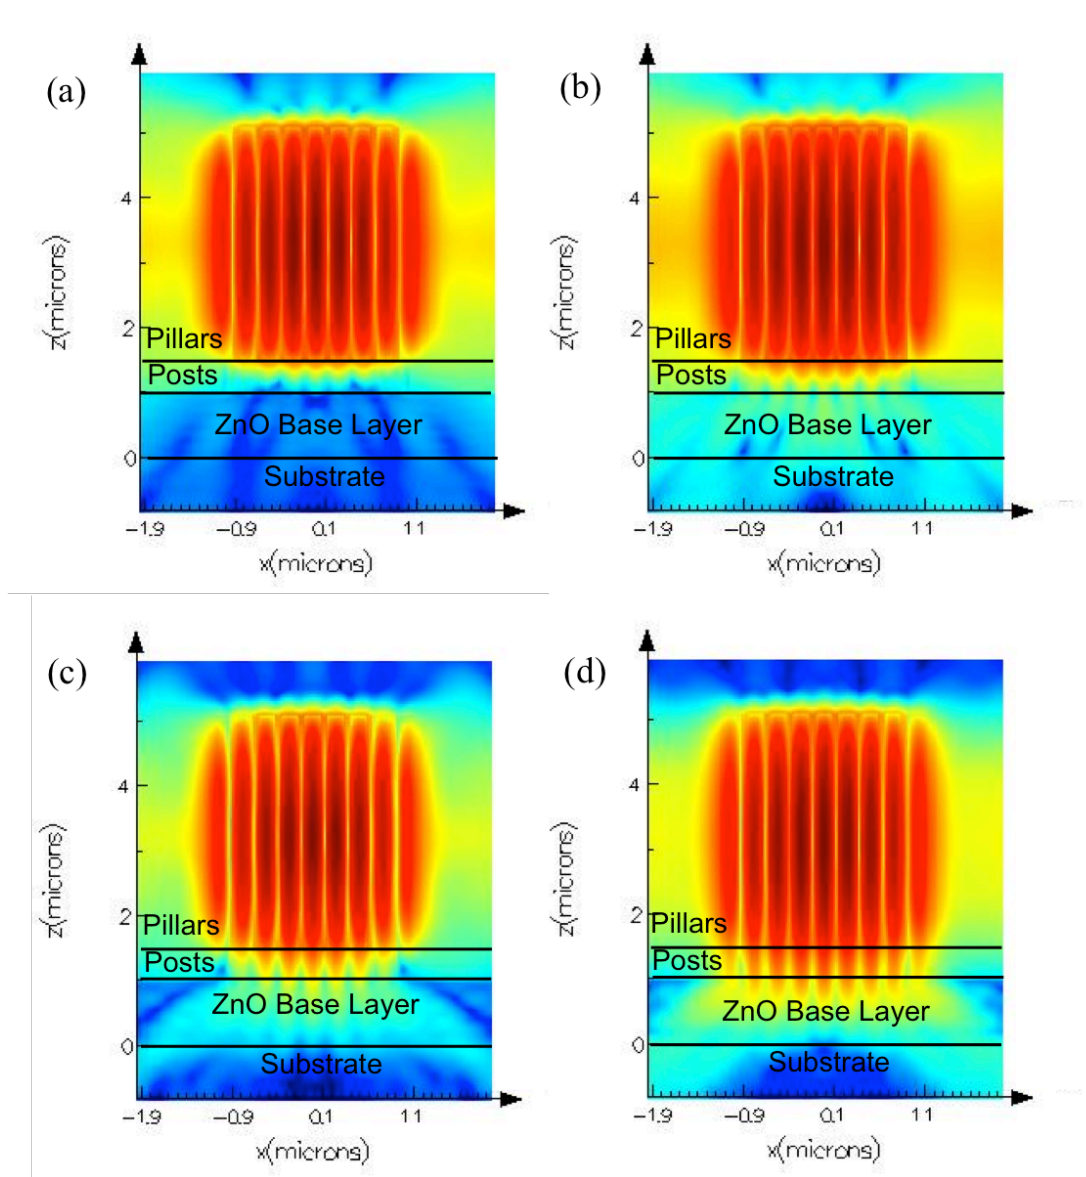 (a)
z(microns)
4
2
0
Pillars
Posts
ZnO Base Layer
Substrate
−1.9 −0.9 0.1 1.1
x(microns)
(b)
z(microns)
4
2
0
Pillars
Posts
ZnO Base Layer
Substrate
−1.9 −0.9 0.1 1.1
x(microns)
(c)
z(microns)
4
2
0
Pillars
Posts
ZnO Base Layer
Substrate
−1.9 −0.9 0.1 1.1
x(microns)
(d)
z(microns)
4
2
0
Pillars
Posts
ZnO Base Layer
Substrate
−1.9 −0.9 0.1 1.1
x(microns)